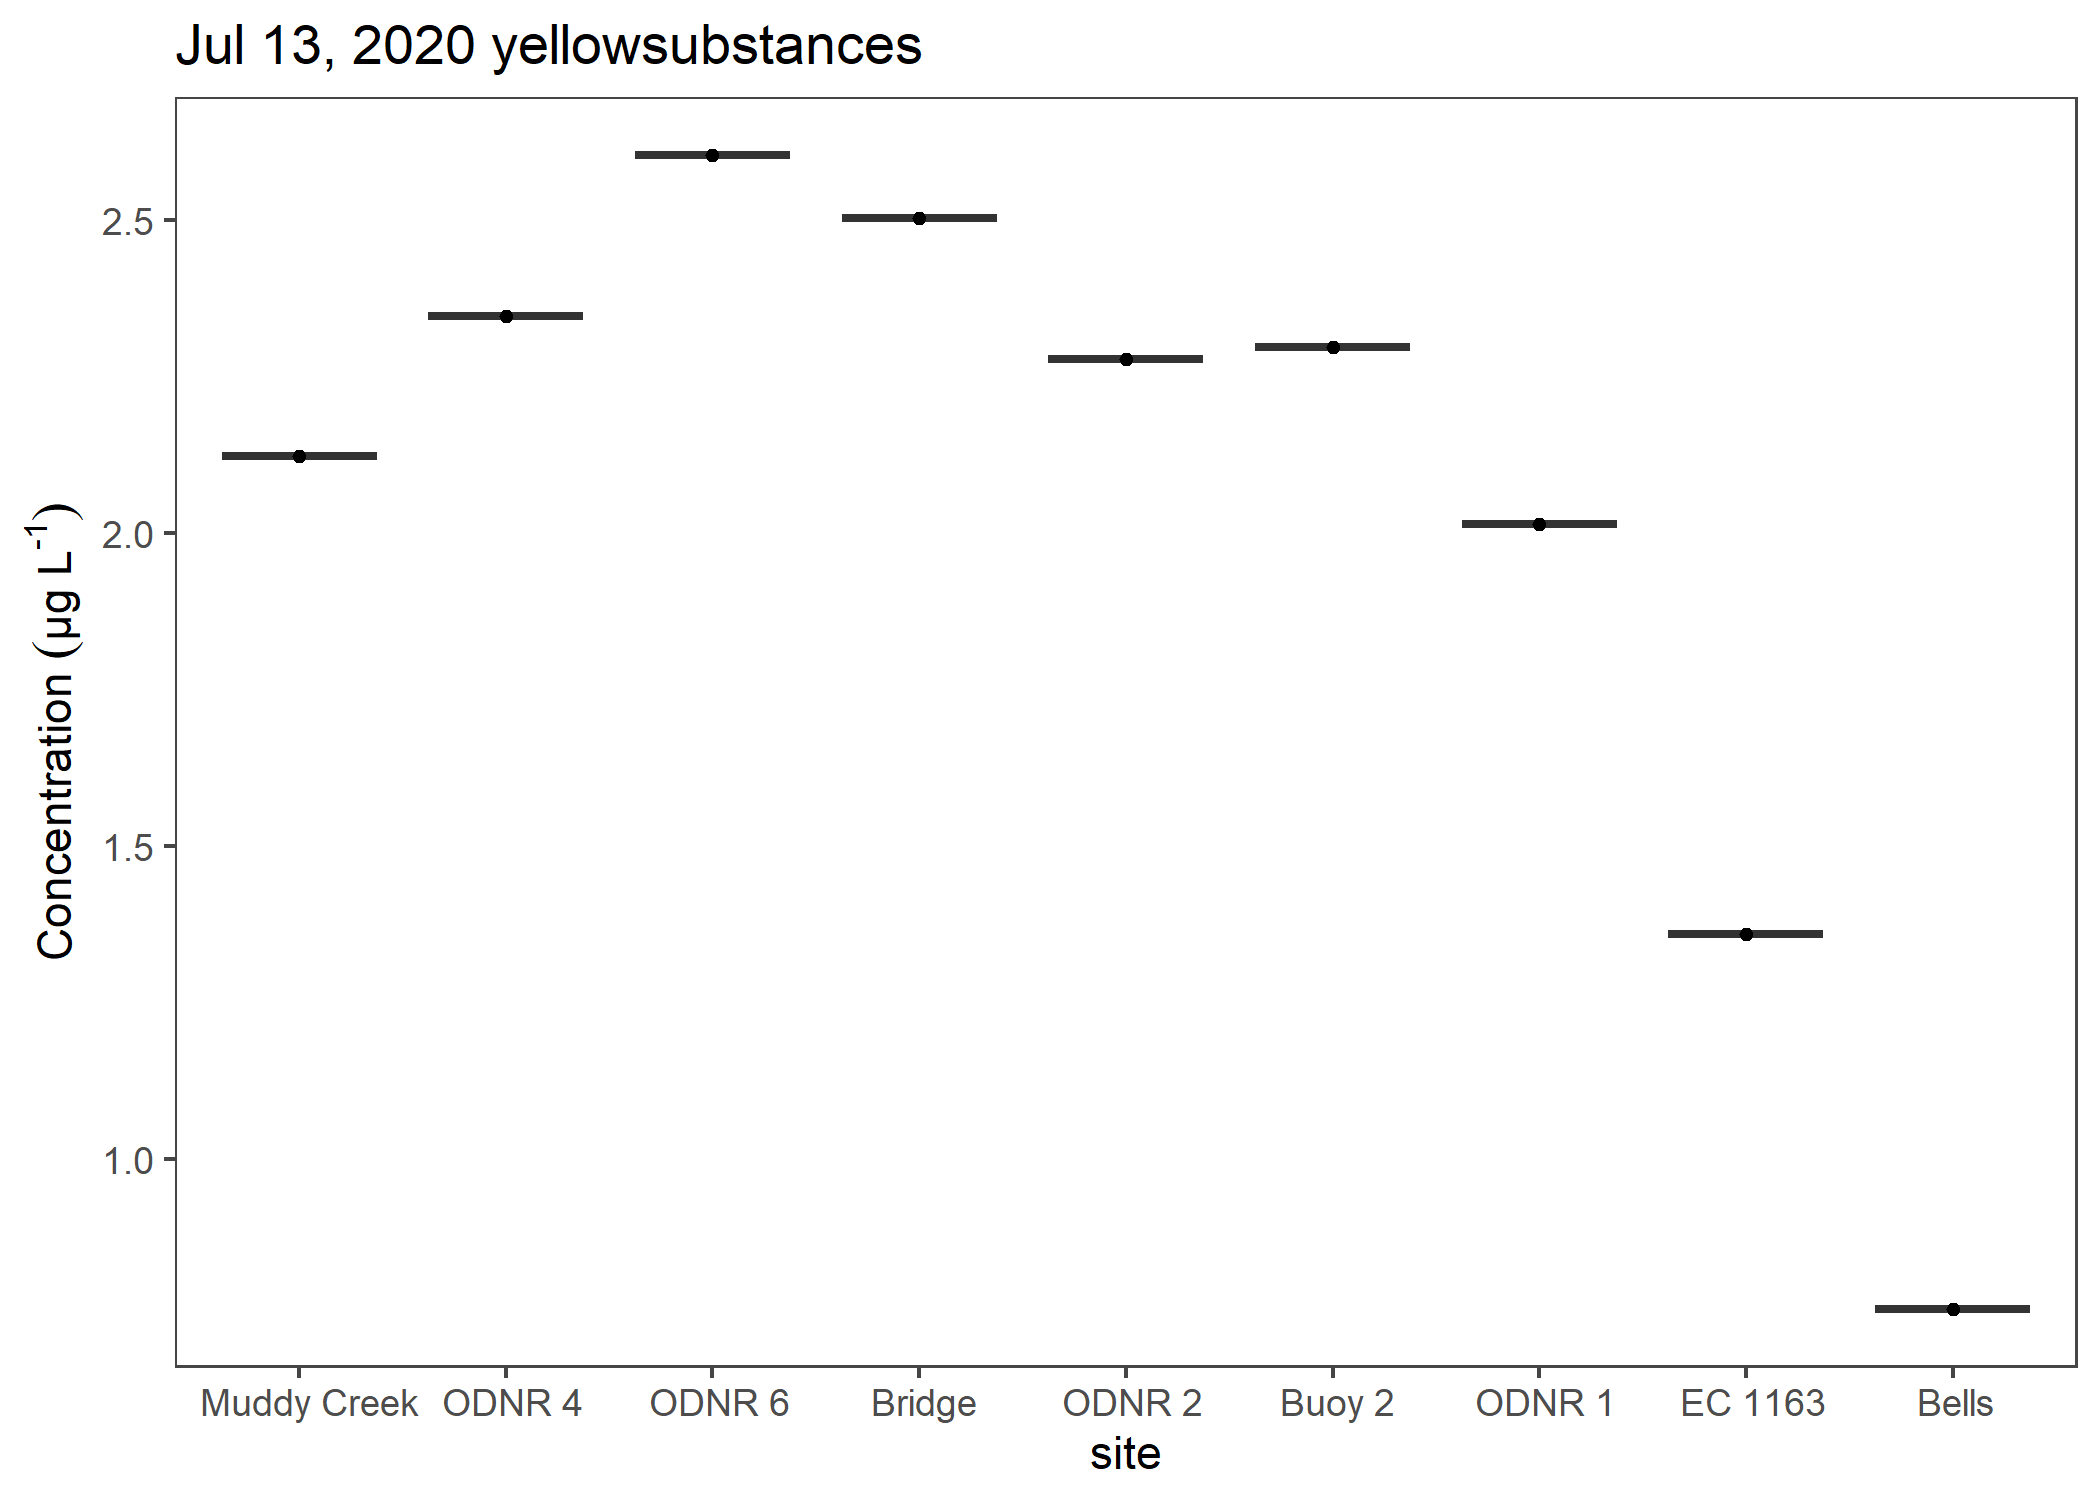 Jul 13, 2020 yellowsubstances
Concentration (µg L⁻¹)
2.5
2.0
1.5
1.0
Muddy Creek ODNR 4 ODNR 6 Bridge ODNR 2 Buoy 2 ODNR 1 EC 1163 Bells
site